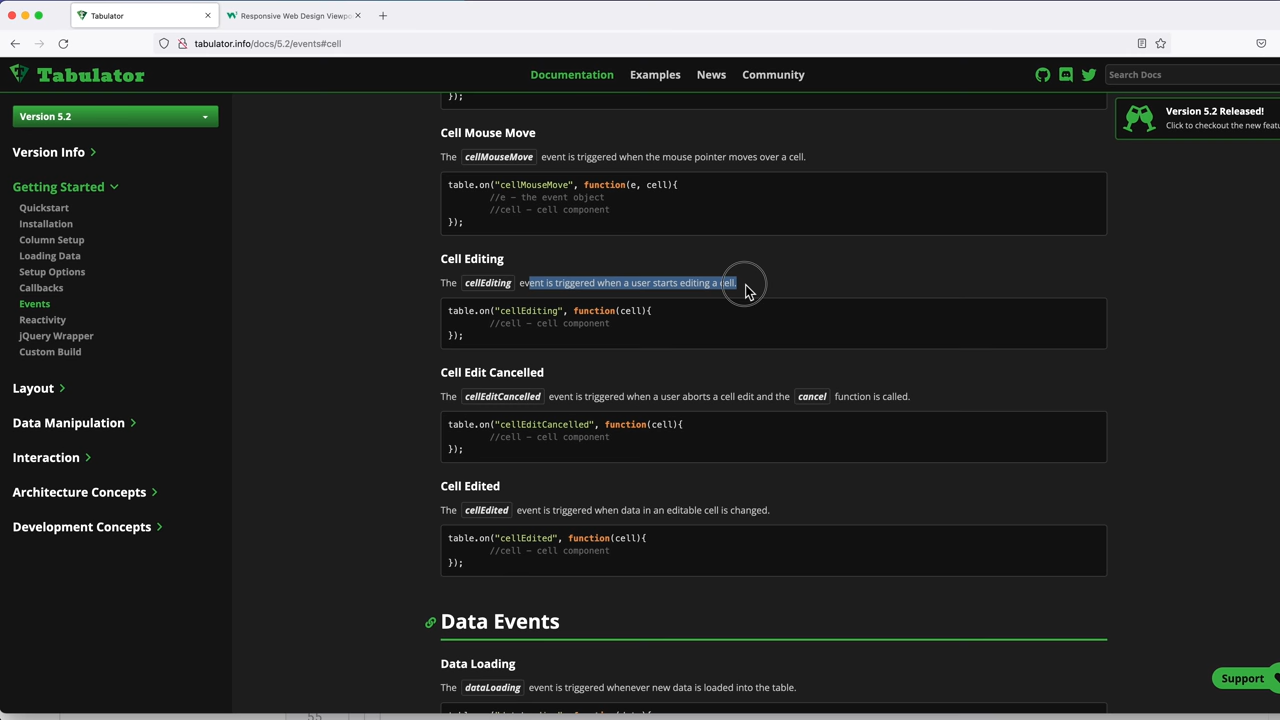 Tabulator
Responsive Web Design Viewpo
tabulator.info/docs/5.2/events#cell
Tabulator
Documentation
Examples
News
Community
Search Docs
Version 5.2
Version 5.2 Released!
Click to checkout the new featu
Version Info
Getting Started
Quickstart
Installation
Column Setup
Loading Data
Setup Options
Callbacks
Events
Reactivity
jQuery Wrapper
Custom Build
Layout
Data Manipulation
Interaction
Architecture Concepts
Development Concepts
});
Cell Mouse Move
The cellMouseMove event is triggered when the mouse pointer moves over a cell.
table.on("cellMouseMove", function(e, cell){
//e - the event object
//cell - cell component
});
Cell Editing
The cellEditing event is triggered when a user starts editing a cell.
table.on("cellEditing", function(cell){
//cell - cell component
});
Cell Edit Cancelled
The cellEditCancelled event is triggered when a user aborts a cell edit and the cancel function is called.
table.on("cellEditCancelled", function(cell){
//cell - cell component
});
Cell Edited
The cellEdited event is triggered when data in an editable cell is changed.
table.on("cellEdited", function(cell){
//cell - cell component
});
Data Events
Data Loading
The dataLoading event is triggered whenever new data is loaded into the table.
Support